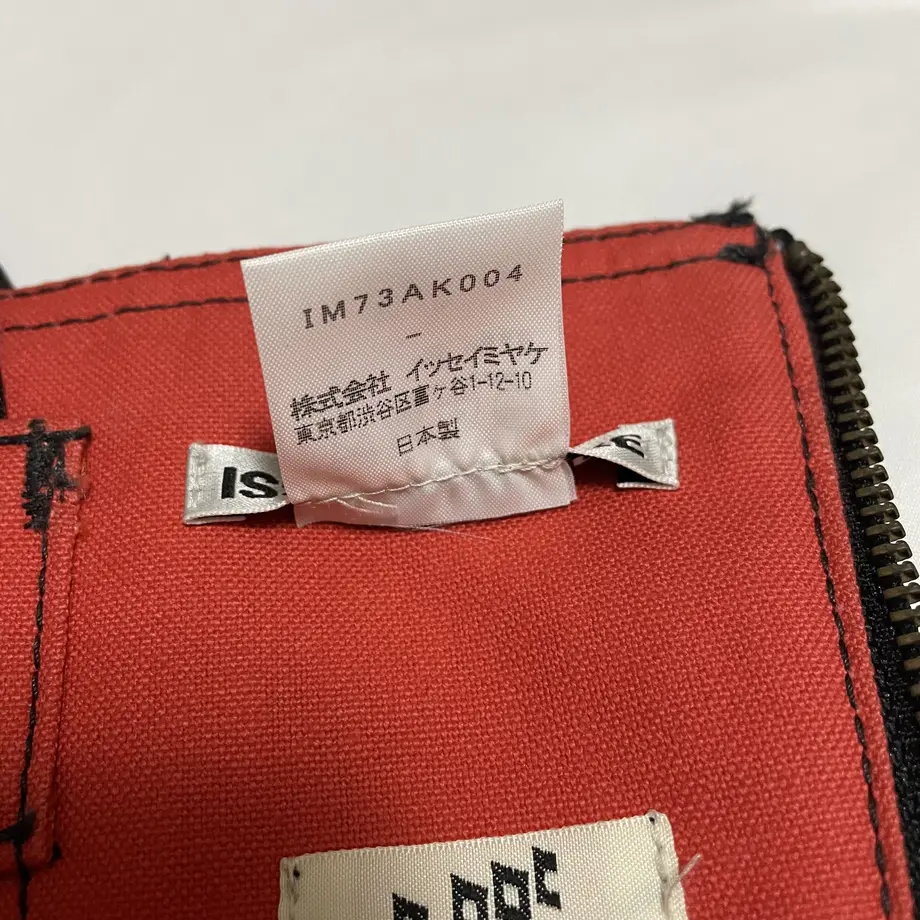 IM73AK004
-
株式会社 イッセイミヤケ
東京都渋谷区富ヶ谷1-12-10
日本製